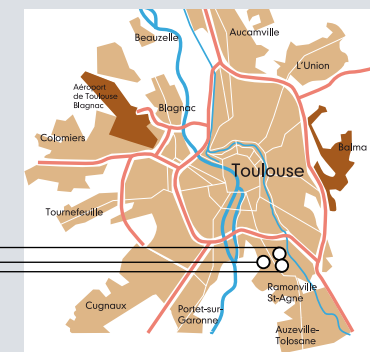 Beauzelle
Aucamville
L'Union
Aéroport
de Toulouse
Blagnac
Blagnac
Colomiers
Balma
Toulouse
Tournefeuille
Ramonville
St-Agne
Cugnaux
Portet-sur-
Garonne
Auzeville-
Tolosane